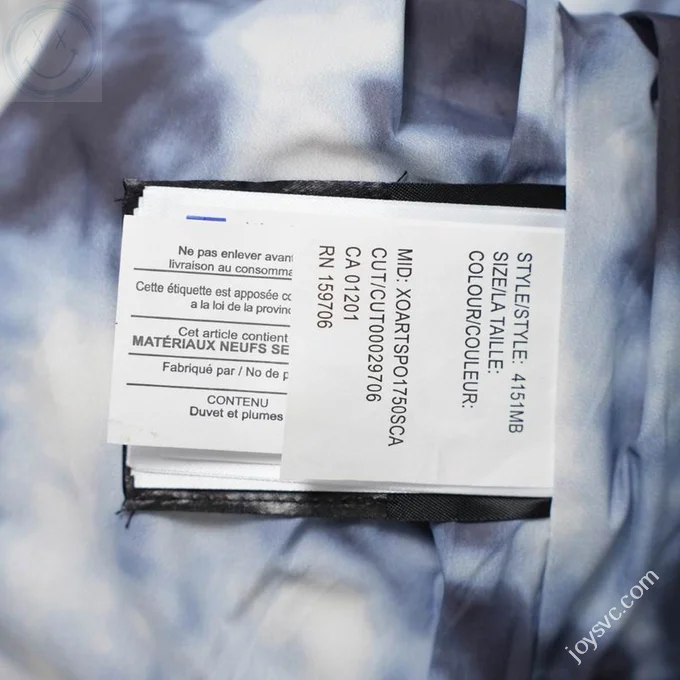 Ne pas enlever avant
livraison au consomma
Cette étiquette est apposée co
a la loi de la provinc
Cet article contient
MATÉRIAUX NEUFS SE
Fabriqué par / No de p
CONTENU
Duvet et plumes
STYLE/STYLE: 4151MB
SIZE/LA TAILLE:
COLOUR/COULEUR:
MID: XOARTSPO1750SCA
CUT/CUT00029706
CA 01201
RN 159706
joysvc.com